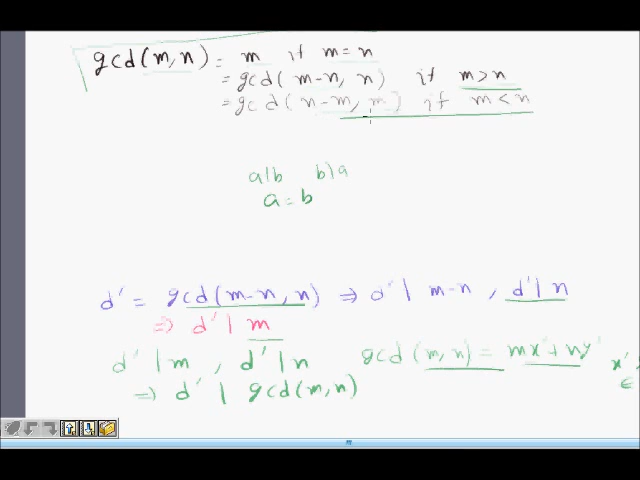 gcd(m,n) = m if m = n
= gcd( m-n, n) if m > n
= gcd( n-m, m) if m < n
a|b b|a
a = b
d' = gcd(m-n, n) ⇒ d' | m-n , d' | n
⇒ d' | m
d' | m , d' | n gcd (m,n) = mx' + ny' x'
⇒ d' | gcd(m,n) ∈